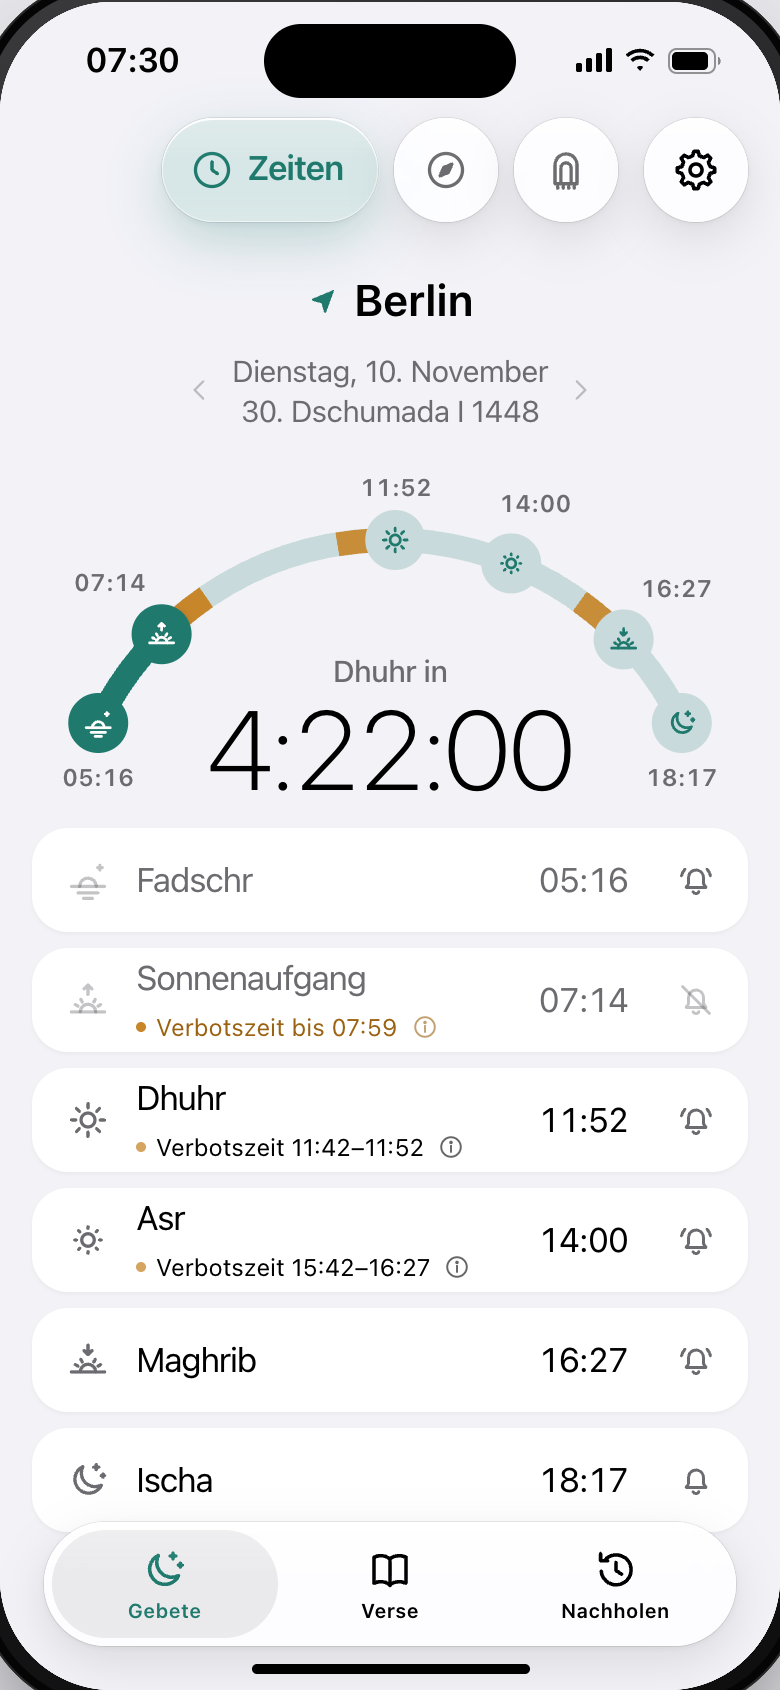 07:30
Zeiten
Berlin
Dienstag, 10. November
30. Dschumada I 1448
11:52
14:00
07:14
16:27
Dhuhr in
4:22:00
05:16
18:17
Fadschr 05:16
Sonnenaufgang
07:14
Verbotszeit bis 07:59
Dhuhr
11:52
Verbotszeit 11:42–11:52
Asr
14:00
Verbotszeit 15:42–16:27
Maghrib 16:27
Ischa 18:17
Gebete Verse Nachholen